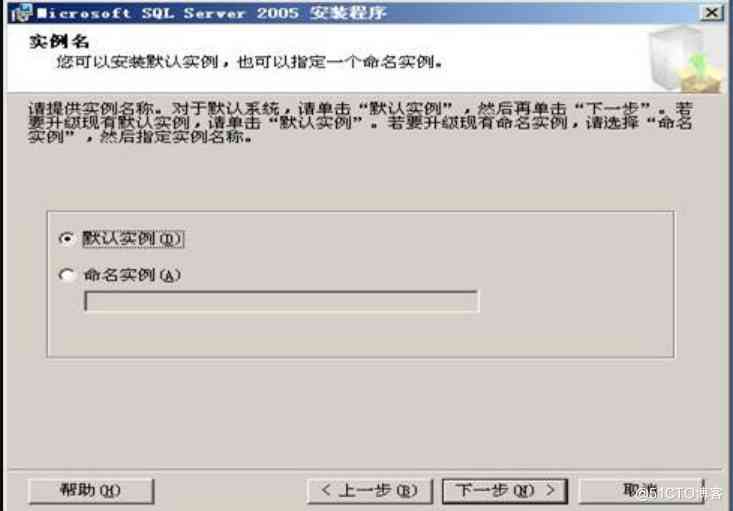 Microsoft SQL Server 2005 安装程序
实例名
您可以安装默认实例，也可以指定一个命名实例。
请提供实例名称。对于默认系统，请单击“默认实例”，然后再单击“下一步”。若
要升级现有默认实例，请单击“默认实例”。若要升级现有命名实例，请选择“命名
实例”，然后指定实例名称。
默认实例(D)
命名实例(A)
帮助(H)
< 上一步(B)
下一步(N) >
取消
@51CTO博客